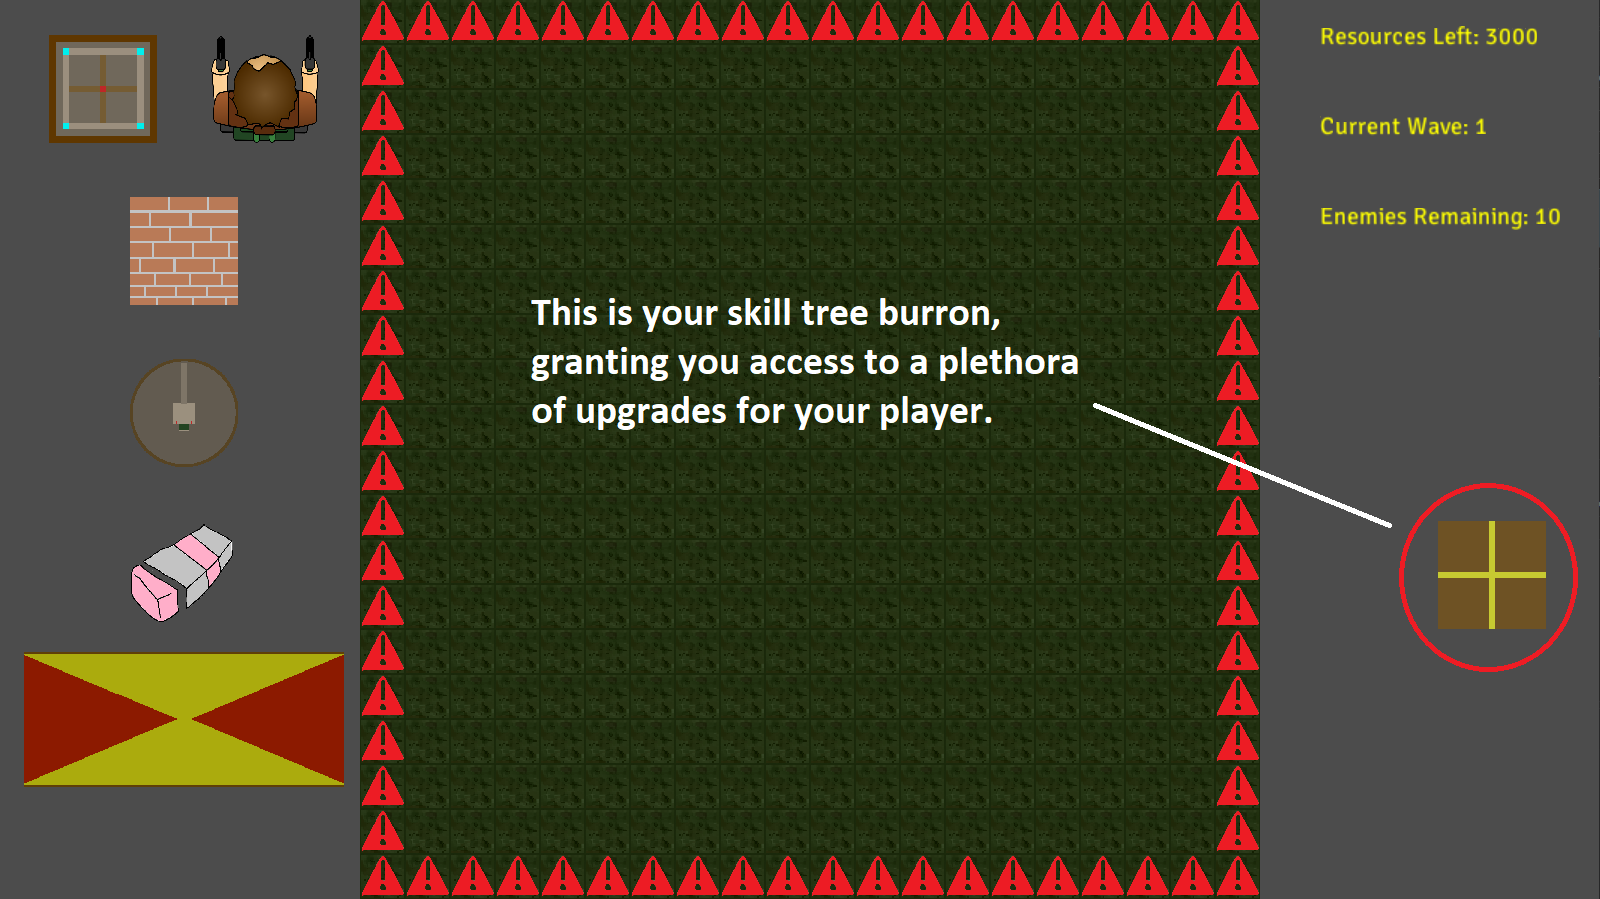 Resources Left: 3000
Current Wave: 1
Enemies Remaining: 10
This is your skill tree burron,
granting you access to a plethora
of upgrades for your player.